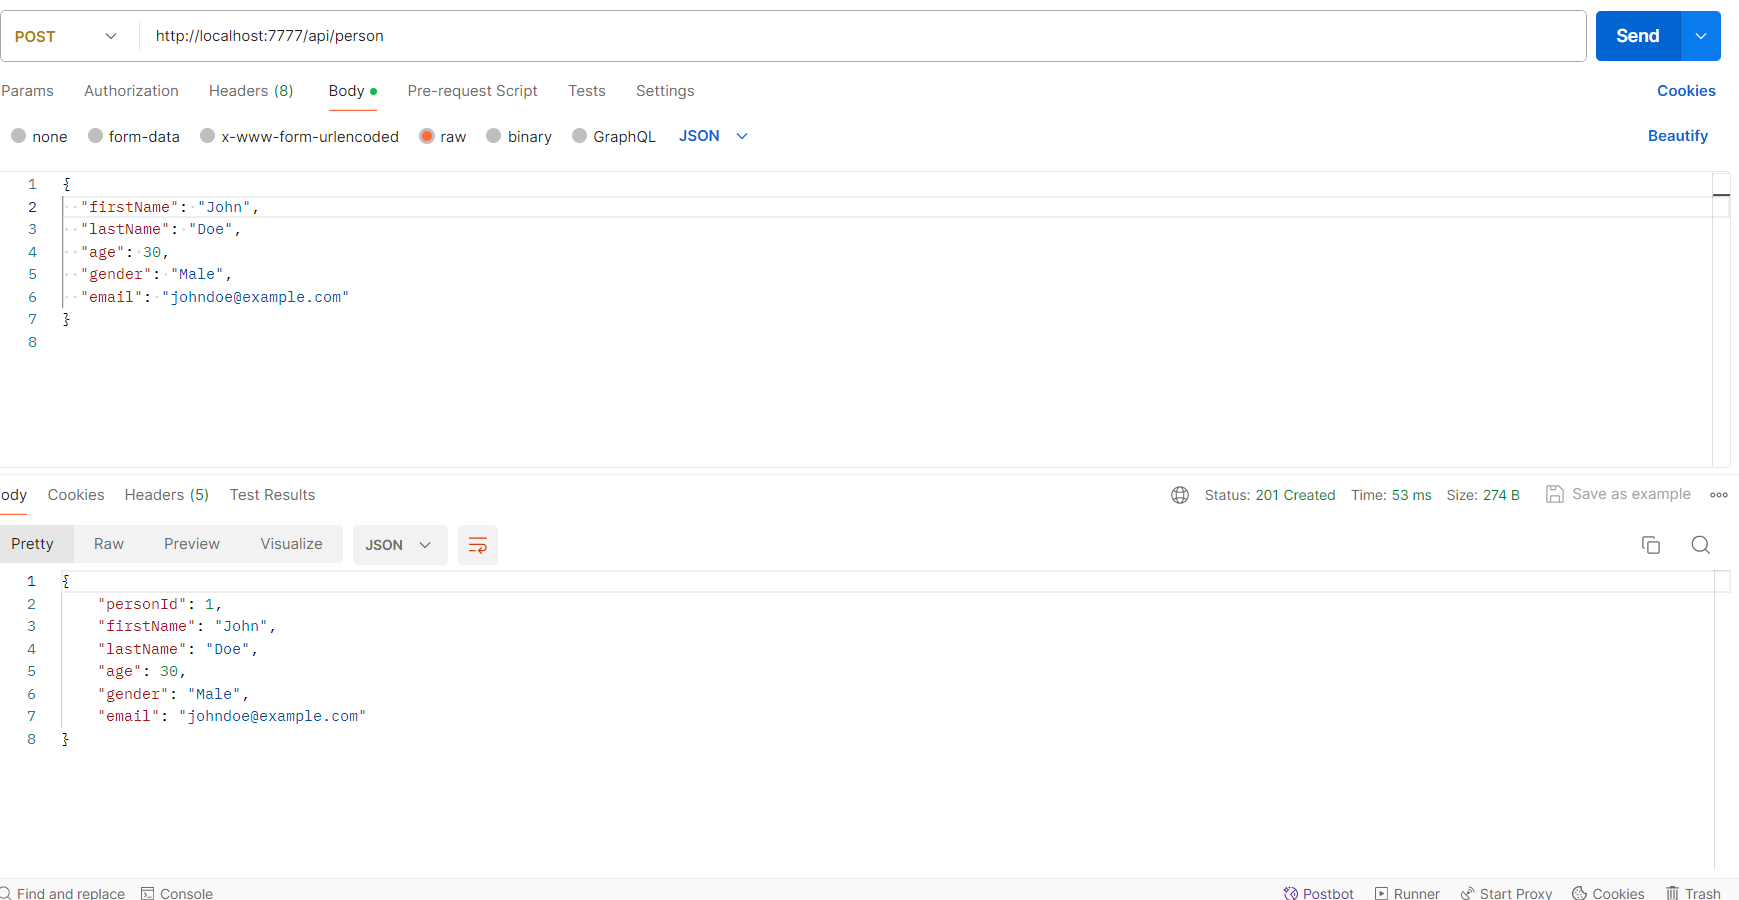 POST http://localhost:7777/api/person Send
Params Authorization Headers (8) Body Pre-request Script Tests Settings Cookies
none form-data x-www-form-urlencoded raw binary GraphQL JSON Beautify
1 {
2 "firstName": "John",
3 "lastName": "Doe",
4 "age": 30,
5 "gender": "Male",
6 "email": "johndoe@example.com"
7 }
8
ody Cookies Headers (5) Test Results Status: 201 Created Time: 53 ms Size: 274 B Save as example
Pretty Raw Preview Visualize JSON
1 {
2 "personId": 1,
3 "firstName": "John",
4 "lastName": "Doe",
5 "age": 30,
6 "gender": "Male",
7 "email": "johndoe@example.com"
8 }
Find and replace Console Postbot Runner Start Proxy Cookies Trash